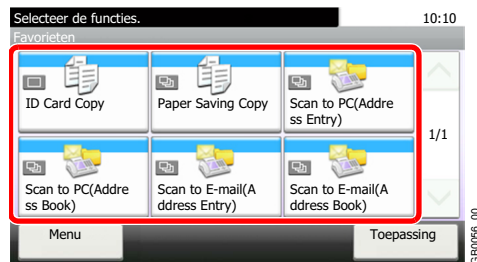 Selecteer de functies.
10:10
Favorieten
ID Card Copy
Paper Saving Copy
Scan to PC(Addre
ss Entry)
1/1
Scan to PC(Addre
ss Book)
Scan to E-mail(A
ddress Entry)
Scan to E-mail(A
ddress Book)
Menu
Toepassing
GB0056_00